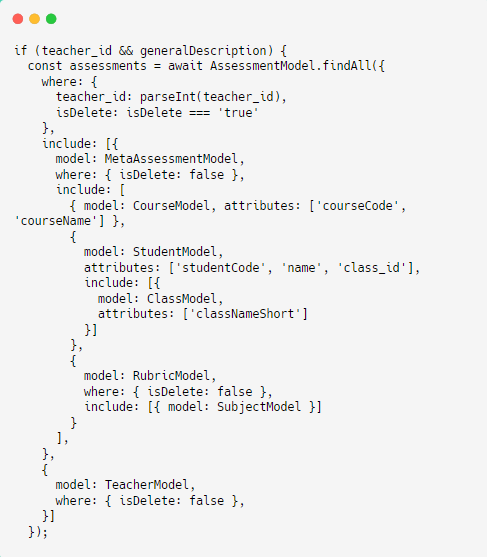 if (teacher_id && generalDescription) {
  const assessments = await AssessmentModel.findAll({
    where: {
      teacher_id: parseInt(teacher_id),
      isDelete: isDelete === 'true'
    },
    include: [{
      model: MetaAssessmentModel,
      where: { isDelete: false },
      include: [
        { model: CourseModel, attributes: ['courseCode',
'courseName'] },
        {
          model: StudentModel,
          attributes: ['studentCode', 'name', 'class_id'],
          include: [{
            model: ClassModel,
            attributes: ['classNameShort']
          }]
        },
        {
          model: RubricModel,
          where: { isDelete: false },
          include: [{ model: SubjectModel }]
        }
      ],
    },
    {
      model: TeacherModel,
      where: { isDelete: false },
    }]
  });